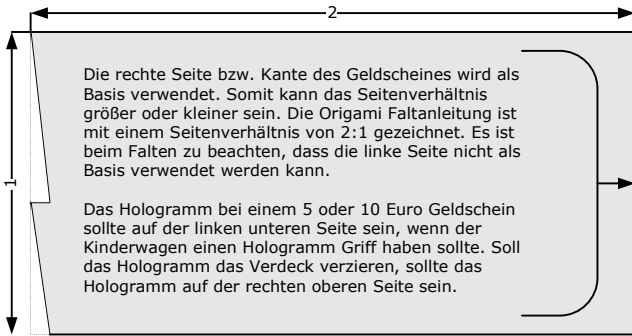 2
1
Die rechte Seite bzw. Kante des Geldscheines wird als
Basis verwendet. Somit kann das Seitenverhältnis
größer oder kleiner sein. Die Origami Faltanleitung ist
mit einem Seitenverhältnis von 2:1 gezeichnet. Es ist
beim Falten zu beachten, dass die linke Seite nicht als
Basis verwendet werden kann.
Das Hologramm bei einem 5 oder 10 Euro Geldschein
sollte auf der linken unteren Seite sein, wenn der
Kinderwagen einen Hologramm Griff haben sollte. Soll
das Hologramm das Verdeck verzieren, sollte das
Hologramm auf der rechten oberen Seite sein.